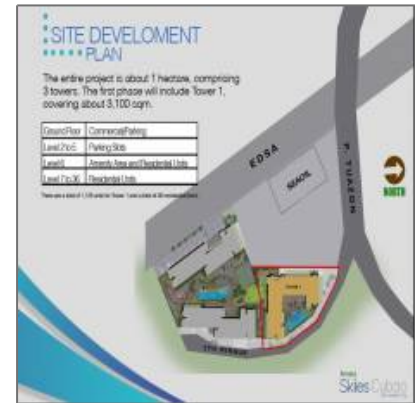 SITE DEVELOMENT
PLAN
The entire project is about 1 hectare, comprising
3 towers. The first phase will include Tower 1,
covering about 3,100 sqm.
Ground Floor Commercial/Parking
Level 2 to 5 Parking Slots
Level 6 Amenity Area and Residential Units
Level 7 to 36 Residential Units
EDSA
SEAOIL
P. TUAZON
NORTH
Skies Cubao